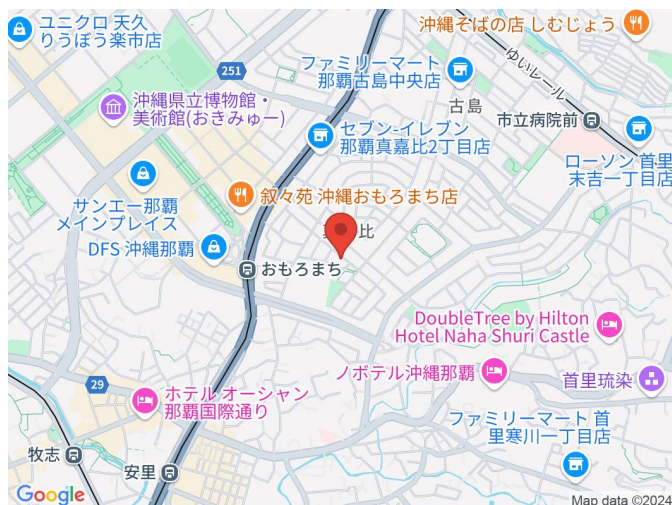 ユニクロ 天久
りうぼう楽市店
沖縄そばの店 しむじょう
251
ファミリーマート
那覇古島中央店
ゆいレール
沖縄県立博物館・
美術館(おきみゅー)
古島
市立病院前
セブン-イレブン
那覇真嘉比2丁目店
ローソン 首里
末吉一丁目店
サンエー那覇
メインプレイス
叙々苑 沖縄おもろまち店
比
DFS 沖縄那覇
おもろまち
DoubleTree by Hilton
Hotel Naha Shuri Castle
ノボテル沖縄那覇
29
首里琉染
ホテル オーシャン
那覇国際通り
ファミリーマート 首
里寒川一丁目店
牧志
安里
Google
Map data ©2024